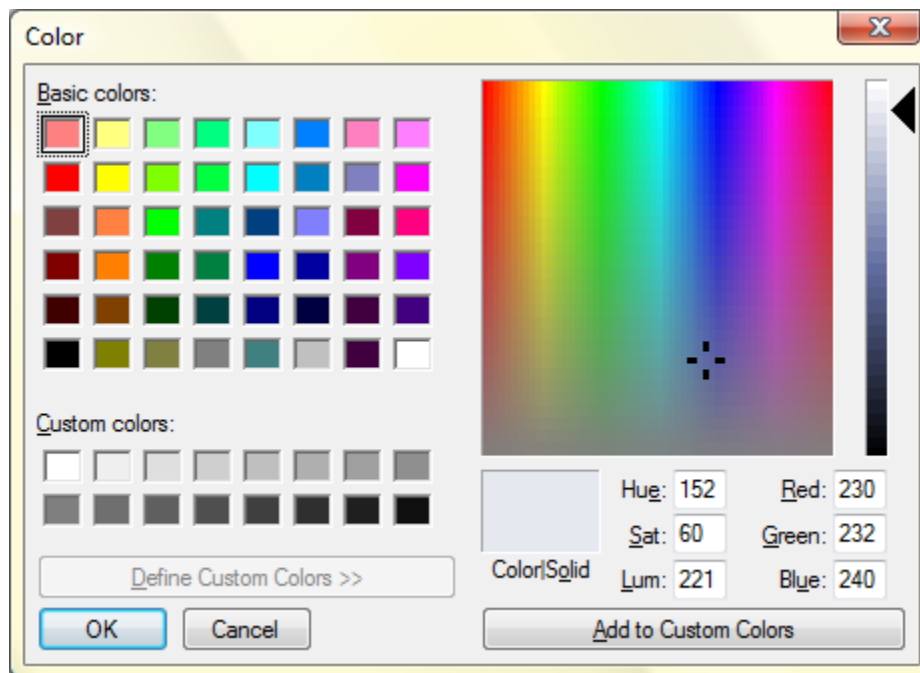 Color
Basic colors:
Custom colors:
Define Custom Colors >>
OK Cancel
Hue: 152 Red: 230
Sat: 60 Green: 232
Color|Solid Lum: 221 Blue: 240
Add to Custom Colors